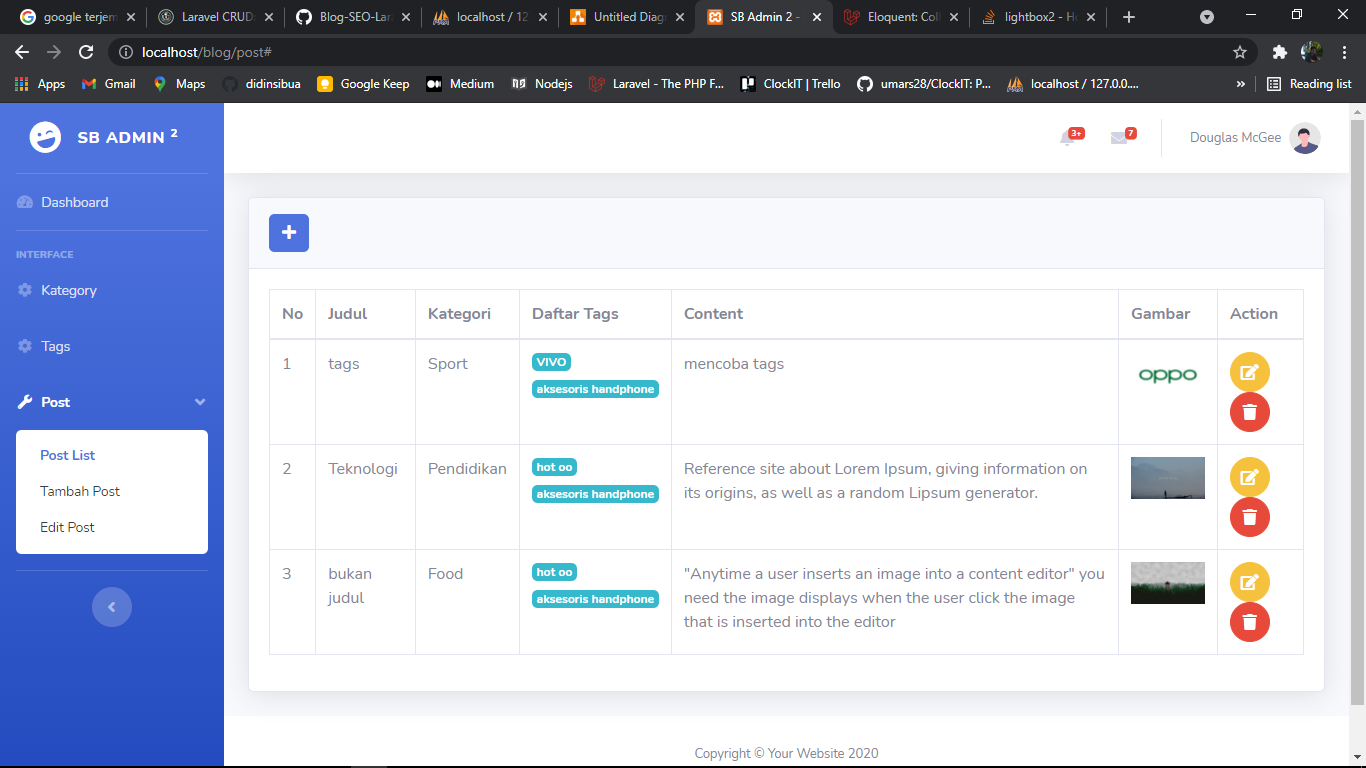 google terjem
Laravel CRUD:
Blog-SEO-Lar
localhost / 12
Untitled Diag
SB Admin 2 -
Eloquent: Coll
lightbox2 - Ho
localhost/blog/post#
Apps
Gmail
Maps
didinsibua
Google Keep
Medium
Nodejs
Laravel - The PHP F...
ClockIT | Trello
umars28/ClockIT: P...
localhost / 127.0.0....
»
Reading list
SB ADMIN 2
3+
7
Douglas McGee
Dashboard
INTERFACE
Kategory
Tags
Post
Post List
Tambah Post
Edit Post
No Judul Kategori Daftar Tags Content Gambar Action
1 tags Sport VIVO mencoba tags oppo
aksesoris handphone
2 Teknologi Pendidikan hot oo Reference site about Lorem Ipsum, giving information on
aksesoris handphone its origins, as well as a random Lipsum generator.
3 bukan Food hot oo "Anytime a user inserts an image into a content editor" you
judul aksesoris handphone need the image displays when the user click the image
that is inserted into the editor
Copyright © Your Website 2020